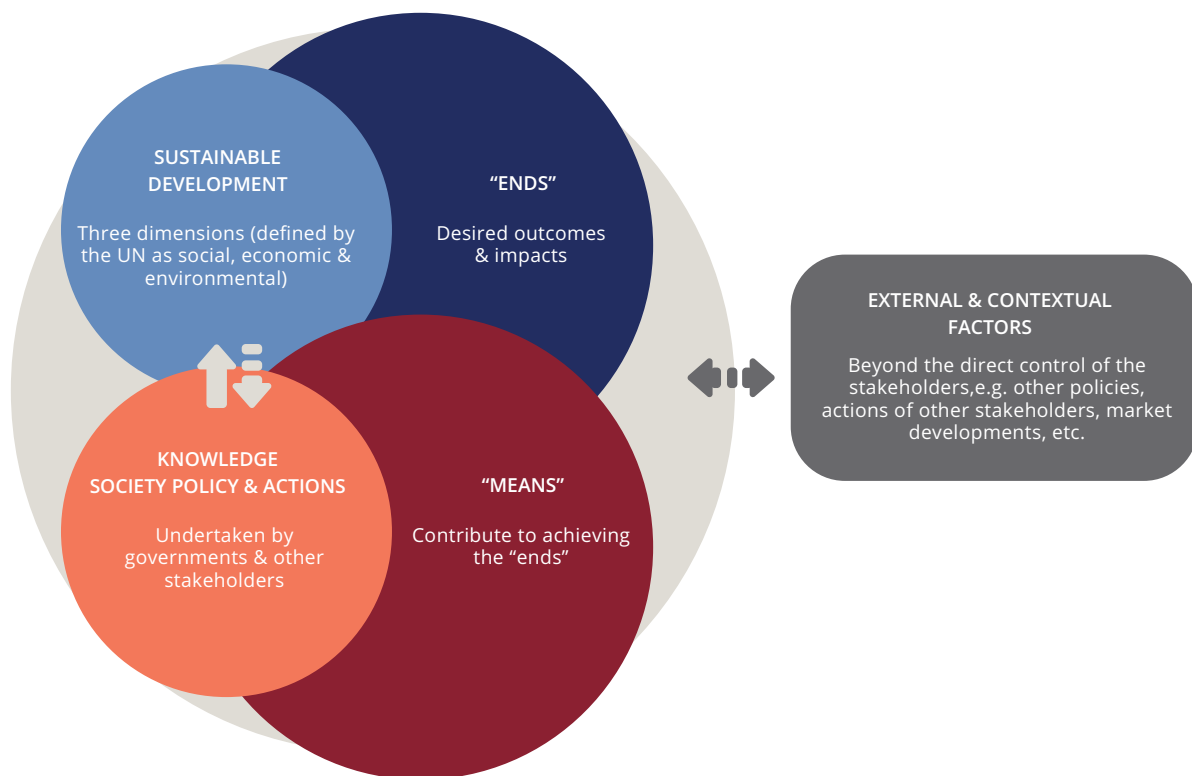 SUSTAINABLE
DEVELOPMENT
Three dimensions (defined by
the UN as social, economic &
environmental)
“ENDS”
Desired outcomes
& impacts
EXTERNAL & CONTEXTUAL
FACTORS
Beyond the direct control of the
stakeholders,e.g. other policies,
actions of other stakeholders, market
developments, etc.
KNOWLEDGE
SOCIETY POLICY & ACTIONS
Undertaken by
governments & other
stakeholders
“MEANS”
Contribute to achieving
the “ends”